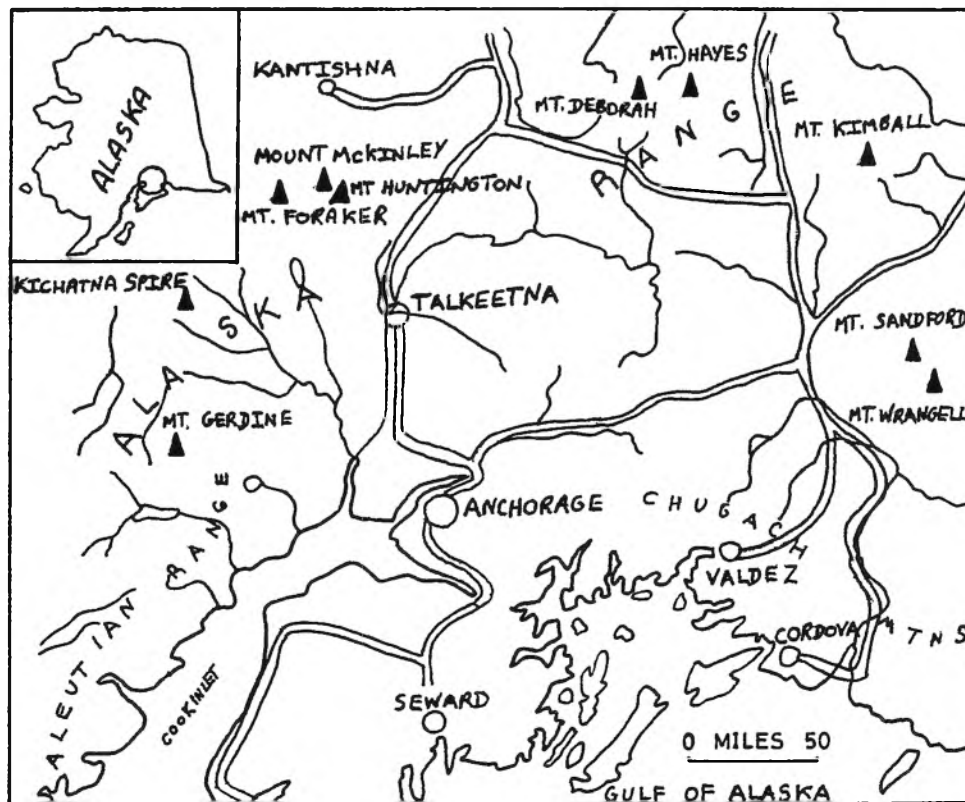 ALASKA
KANTISHNA
MT. HAYES
MT. DEBORAH
RANGE
MT. KIMBALL
MOUNT McKINLEY
MT HUNTINGTON
MT. FORAKER
KICHATNA SPIRE
ALASKA
TALKEETNA
MT. SANDFORD
MT. WRANGELL
MT. GERDINE
ANCHORAGE
CHUGACH
MTNS
VALDEZ
CORDOVA
ALEUTIAN RANGE
COOK INLET
SEWARD
0 MILES 50
GULF OF ALASKA